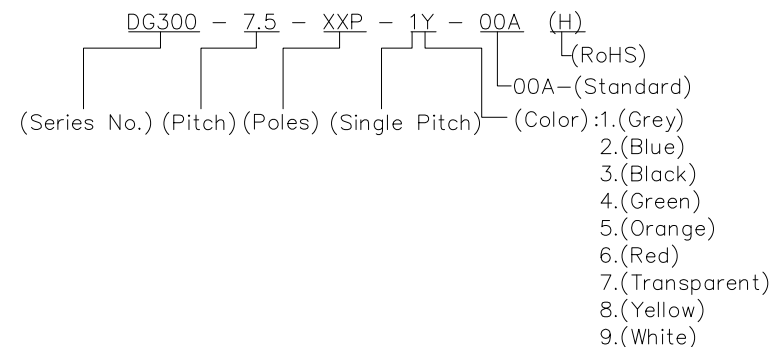 DG300 - 7.5 - XXP - 1Y - 00A (H)
(RoHS)
00A-(Standard)
(Series No.) (Pitch) (Poles) (Single Pitch) (Color):1.(Grey)
2.(Blue)
3.(Black)
4.(Green)
5.(Orange)
6.(Red)
7.(Transparent)
8.(Yellow)
9.(White)